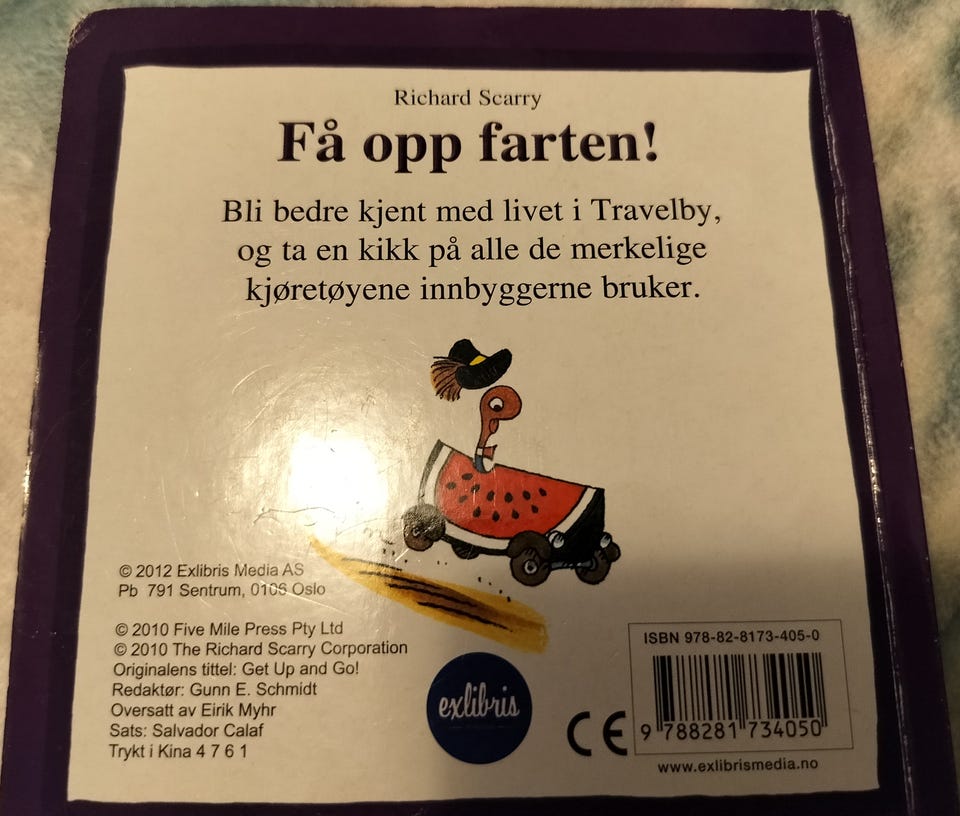 Richard Scarry
Få opp farten!
Bli bedre kjent med livet i Travelby,
og ta en kikk på alle de merkelige
kjøretøyene innbyggerne bruker.
© 2012 Exlibris Media AS
Pb 791 Sentrum, 0106 Oslo
© 2010 Five Mile Press Pty Ltd
© 2010 The Richard Scarry Corporation
Originalens tittel: Get Up and Go!
Redaktør: Gunn E. Schmidt
Oversatt av Eirik Myhr
Sats: Salvador Calaf
Trykt i Kina 4 7 6 1
exlibris
CE
ISBN 978-82-8173-405-0
9 788281 734050
www.exlibrismedia.no